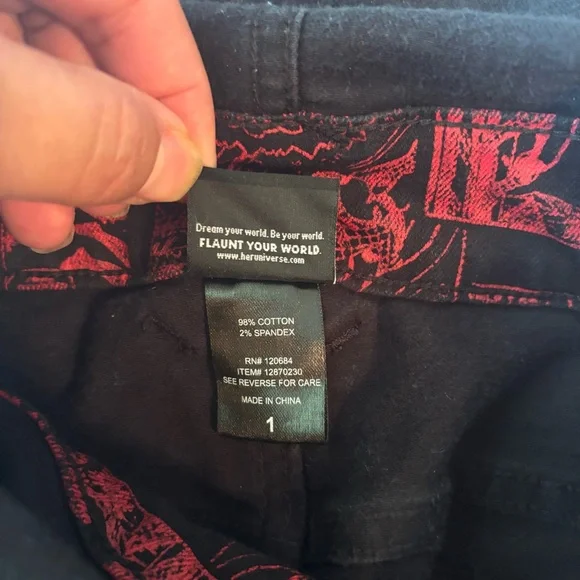 Dream your world. Be your world.
FLAUNT YOUR WORLD.
www.heruniverse.com
98% COTTON
2% SPANDEX
RN# 120684
ITEM# 12870230
SEE REVERSE FOR CARE
MADE IN CHINA
1